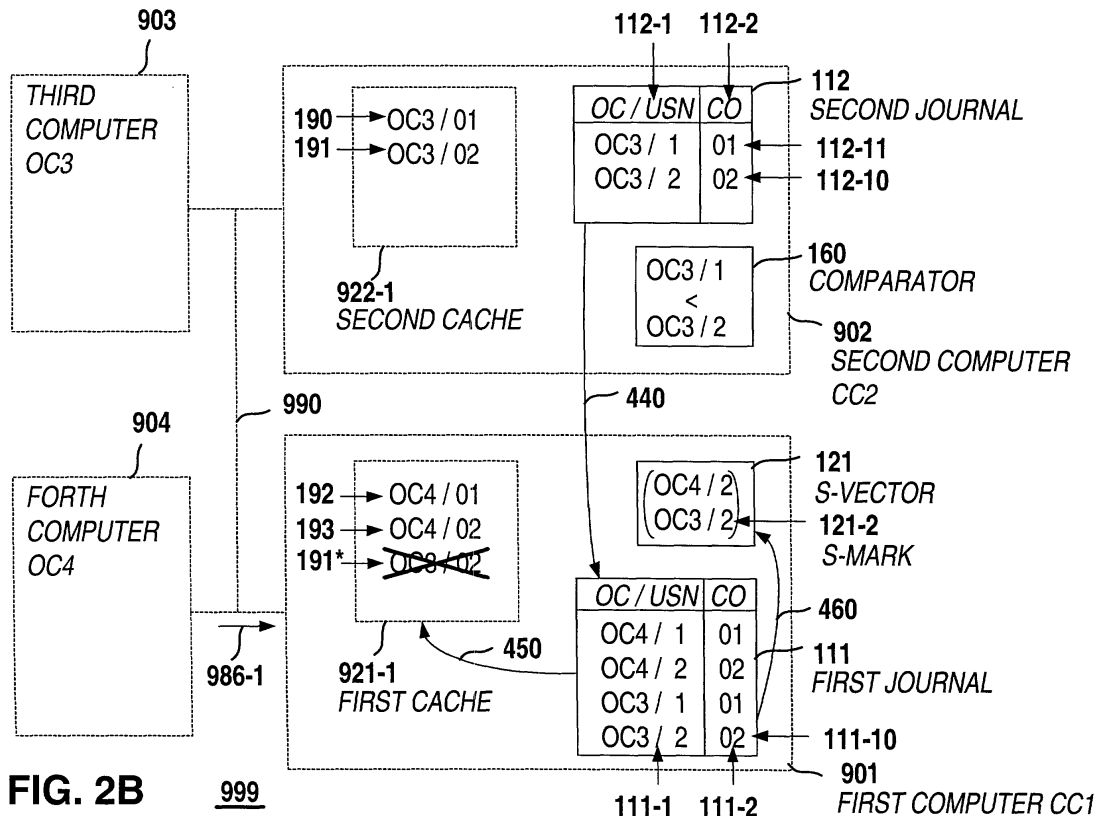 903
THIRD
COMPUTER
OC3
112-1
112-2
190
OC3 / 01
191
OC3 / 02
922-1
SECOND CACHE
OC / USN CO
OC3 / 1 01
OC3 / 2 02
112
SECOND JOURNAL
112-11
112-10
OC3 / 1
<
OC3 / 2
160
COMPARATOR
902
SECOND COMPUTER
CC2
990
440
904
FORTH
COMPUTER
OC4
986-1
192
OC4 / 01
193
OC4 / 02
191*
OC3 / 02
921-1
FIRST CACHE
450
(OC4 / 2
OC3 / 2)
121
S-VECTOR
121-2
S-MARK
460
OC / USN CO
OC4 / 1 01
OC4 / 2 02
OC3 / 1 01
OC3 / 2 02
111
FIRST JOURNAL
111-10
901
FIRST COMPUTER CC1
111-1
111-2
FIG. 2B
999